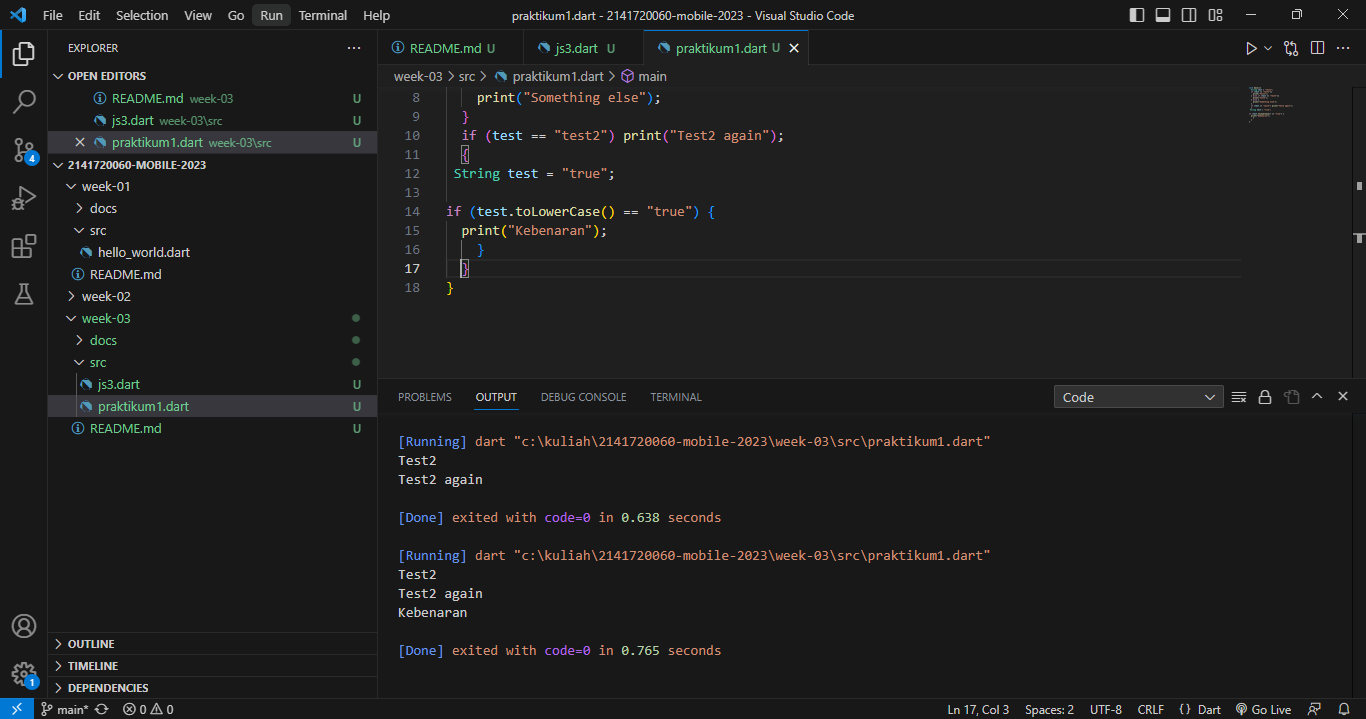 File Edit Selection View Go Run Terminal Help praktikum1.dart - 2141720060-mobile-2023 - Visual Studio Code
EXPLORER
OPEN EDITORS
README.md week-03 U
js3.dart week-03\src U
praktikum1.dart week-03\src U
2141720060-MOBILE-2023
week-01
docs
src
hello_world.dart
README.md
week-02
week-03
docs
src
js3.dart U
praktikum1.dart U
README.md U
OUTLINE
TIMELINE
DEPENDENCIES
4
1
README.md U js3.dart U praktikum1.dart U
week-03 > src > praktikum1.dart > main
8 print("Something else");
9 }
10 if (test == "test2") print("Test2 again");
11 {
12 String test = "true";
13
14 if (test.toLowerCase() == "true") {
15 print("Kebenaran");
16 }
17 }
18 }
PROBLEMS OUTPUT DEBUG CONSOLE TERMINAL Code
[Running] dart "c:\kuliah\2141720060-mobile-2023\week-03\src\praktikum1.dart"
Test2
Test2 again
[Done] exited with code=0 in 0.638 seconds
[Running] dart "c:\kuliah\2141720060-mobile-2023\week-03\src\praktikum1.dart"
Test2
Test2 again
Kebenaran
[Done] exited with code=0 in 0.765 seconds
main* 0 0 Ln 17, Col 3 Spaces: 2 UTF-8 CRLF {} Dart Go Live